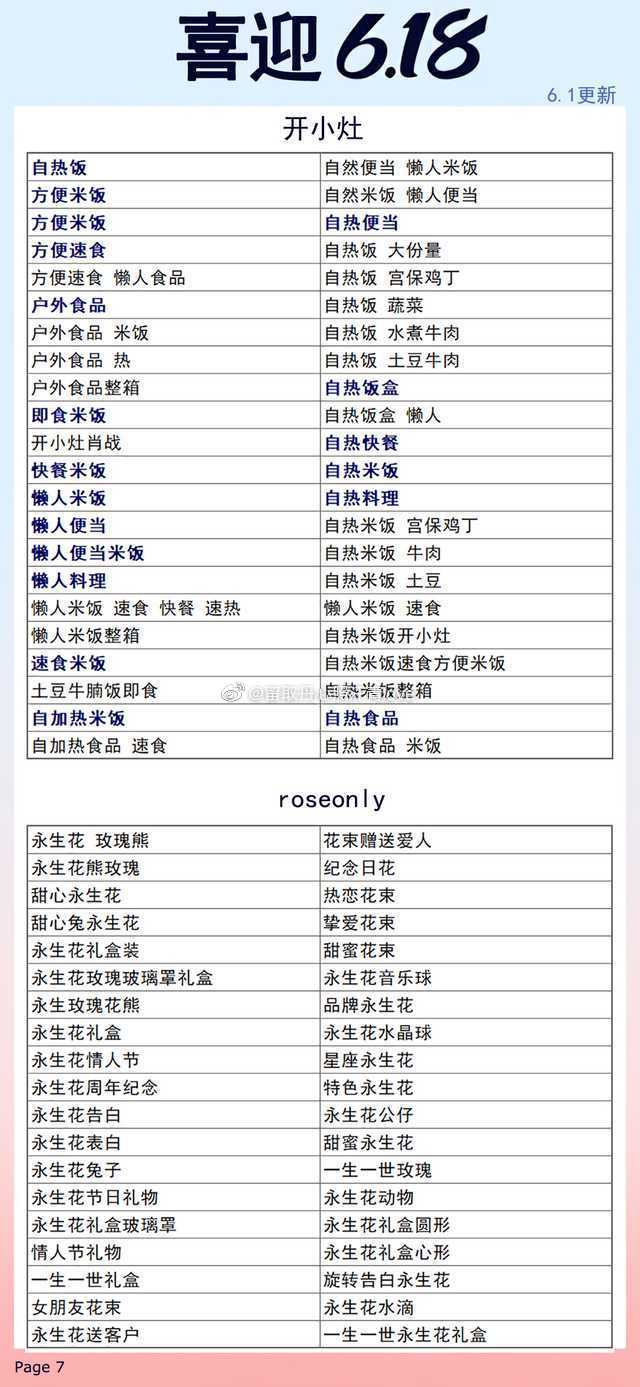 喜迎 6.18
6.1更新
开小灶
自热饭 自然便当 懒人米饭
方便米饭 自然米饭 懒人便当
方便米饭 自热便当
方便速食 自热饭 大份量
方便速食 懒人食品 自热饭 宫保鸡丁
户外食品 自热饭 蔬菜
户外食品 米饭 自热饭 水煮牛肉
户外食品 热 自热饭 土豆牛肉
户外食品整箱 自热饭盒
即食米饭 自热饭盒 懒人
开小灶肖战 自热快餐
快餐米饭 自热米饭
懒人米饭 自热料理
懒人便当 自热米饭 宫保鸡丁
懒人便当米饭 自热米饭 牛肉
懒人料理 自热米饭 土豆
懒人米饭 速食 快餐 速热 懒人米饭 速食
懒人米饭整箱 自热米饭开小灶
速食米饭 自热米饭速食方便米饭
土豆牛腩饭即食 自热米饭整箱
自加热米饭 自热食品
自加热食品 速食 自热食品 米饭
roseonly
永生花 玫瑰熊 花束赠送爱人
永生花熊玫瑰 纪念日花
甜心永生花 热恋花束
甜心兔永生花 挚爱花束
永生花礼盒装 甜蜜花束
永生花玫瑰玻璃罩礼盒 永生花音乐球
永生玫瑰花熊 品牌永生花
永生花礼盒 永生花水晶球
永生花情人节 星座永生花
永生花周年纪念 特色永生花
永生花告白 永生花公仔
永生花表白 甜蜜永生花
永生花兔子 一生一世玫瑰
永生花节日礼物 永生花动物
永生花礼盒玻璃罩 永生花礼盒圆形
情人节礼物 永生花礼盒心形
一生一世礼盒 旋转告白永生花
女朋友花束 永生花水滴
永生花送客户 一生一世永生花礼盒
Page 7